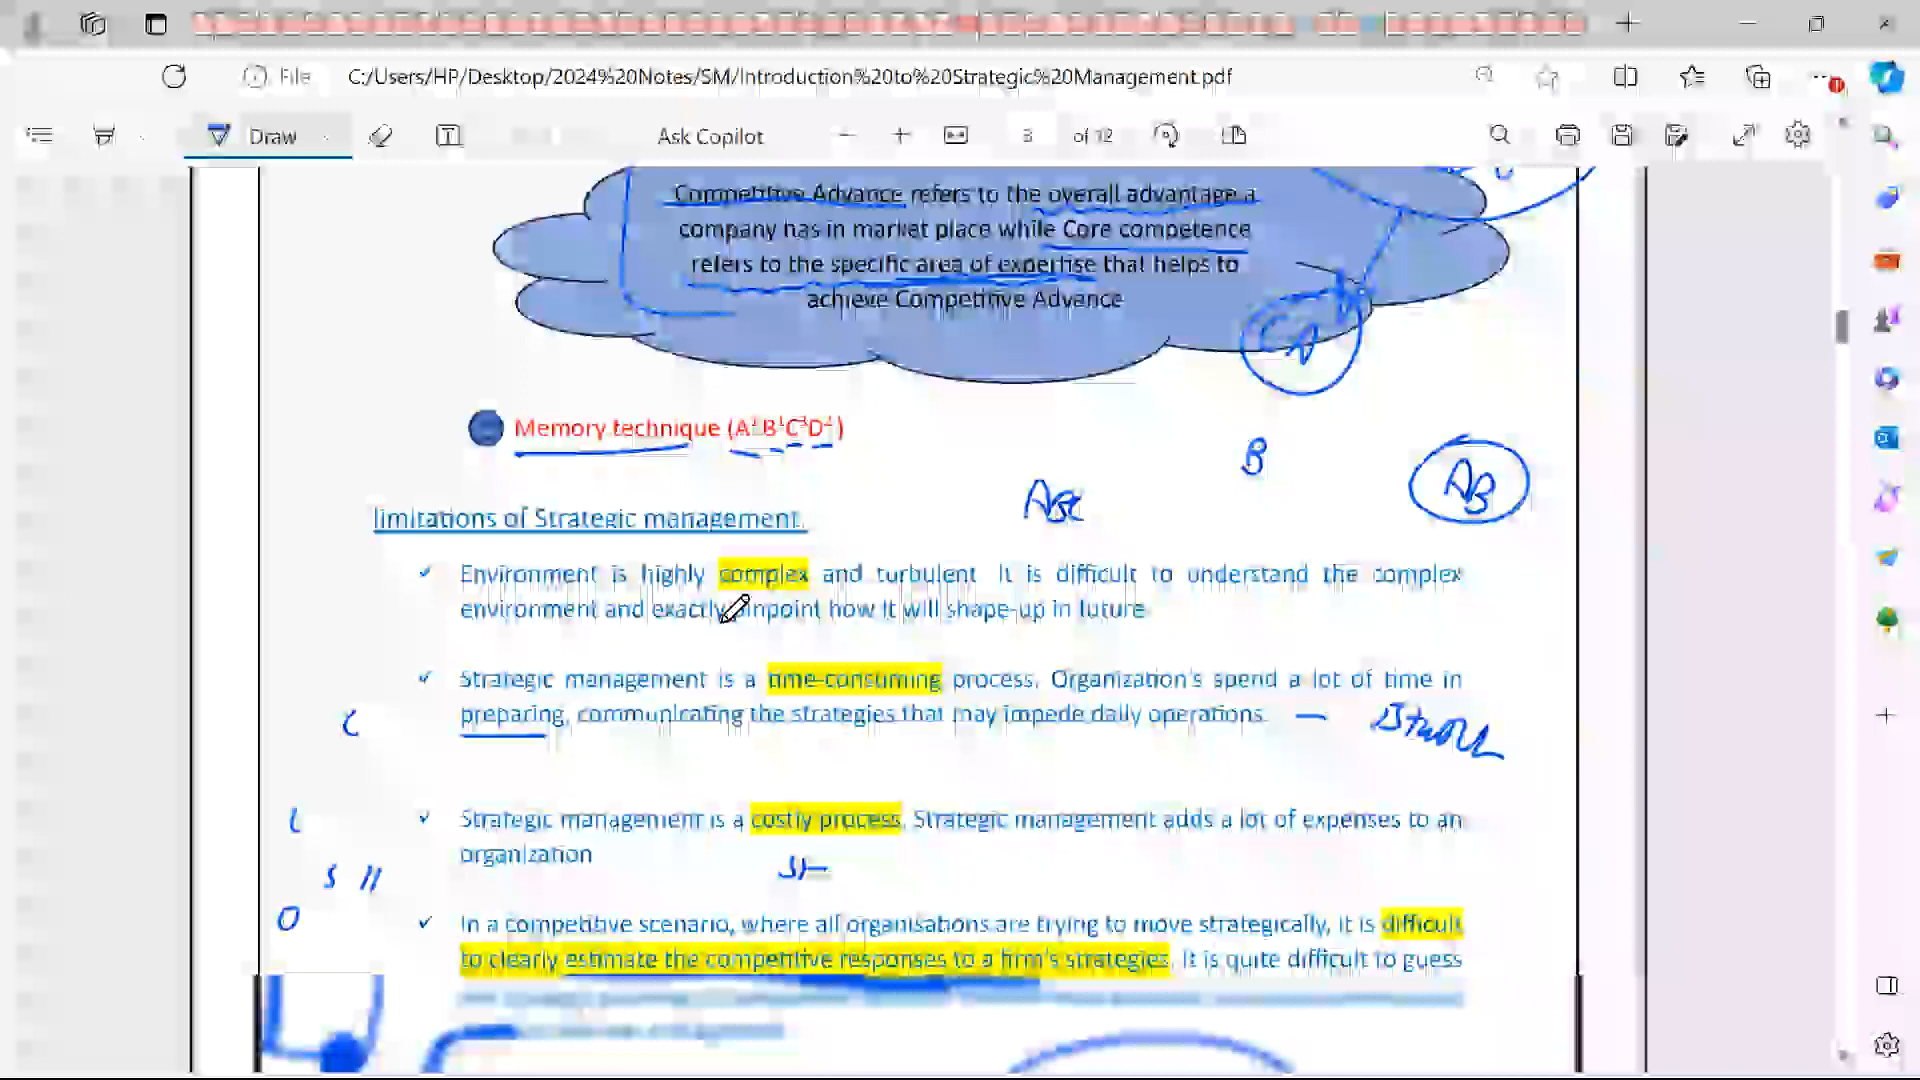 File C:/Users/HP/Desktop/2024%20Notes/SM/Introduction%20to%20Strategic%20Management.pdf
Draw Ask Copilot 3 of 12
Competitive Advance refers to the overall advantage a
company has in market place while Core competence
refers to the specific area of expertise that helps to
achieve Competitive Advance
CA
Memory technique (A B¹C³D )
B
AB
limitations of Strategic management.
Environment is highly complex and turbulent It is difficult to understand the complex
environment and exactly pinpoint how it will shape-up in future
Strategic management is a time-consuming process. Organization's spend a lot of time in
preparing, communicating the strategies that may impede daily operations.
C
Strategic management is a costly process. Strategic management adds a lot of expenses to an
organization
In a competitive scenario, where all organisations are trying to move strategically, it is difficult
to clearly estimate the competitive responses to a firm's strategies. It is quite difficult to guess